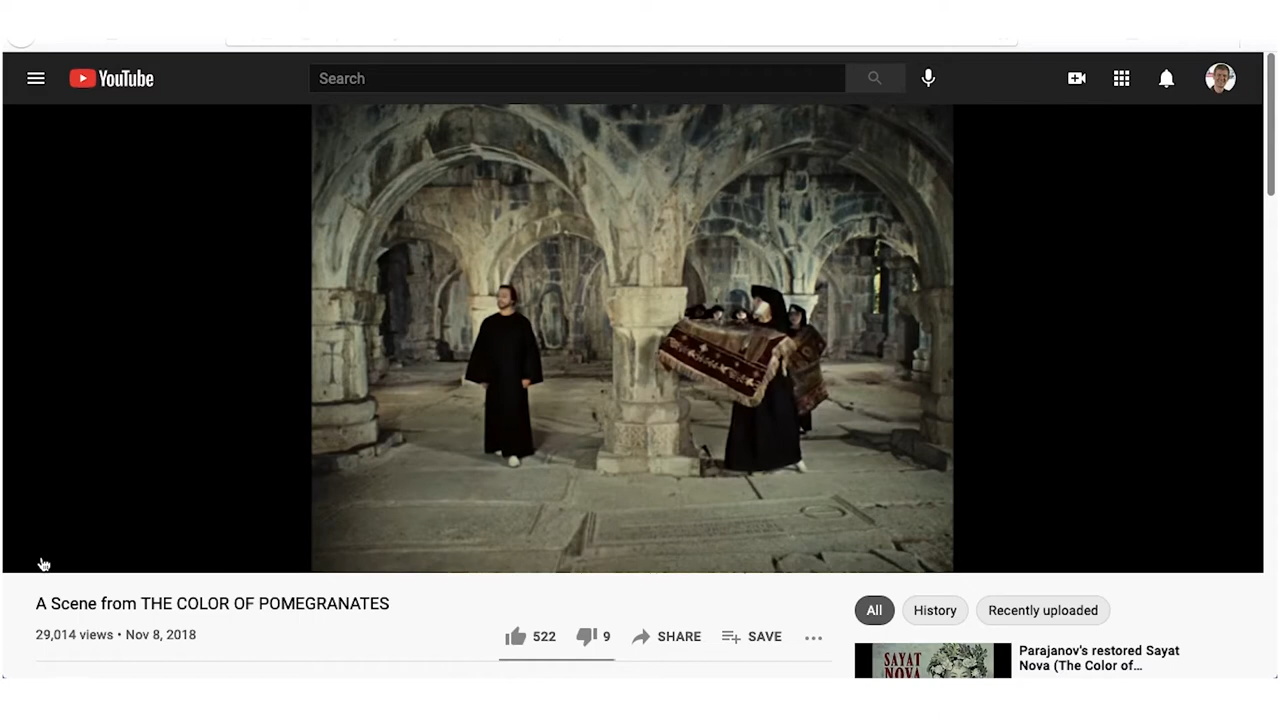 YouTube
Search
A Scene from THE COLOR OF POMEGRANATES
29,014 views • Nov 8, 2018
522
9
SHARE
SAVE
All
History
Recently uploaded
SAYAT
NOVA
Parajanov's restored Sayat
Nova (The Color of...